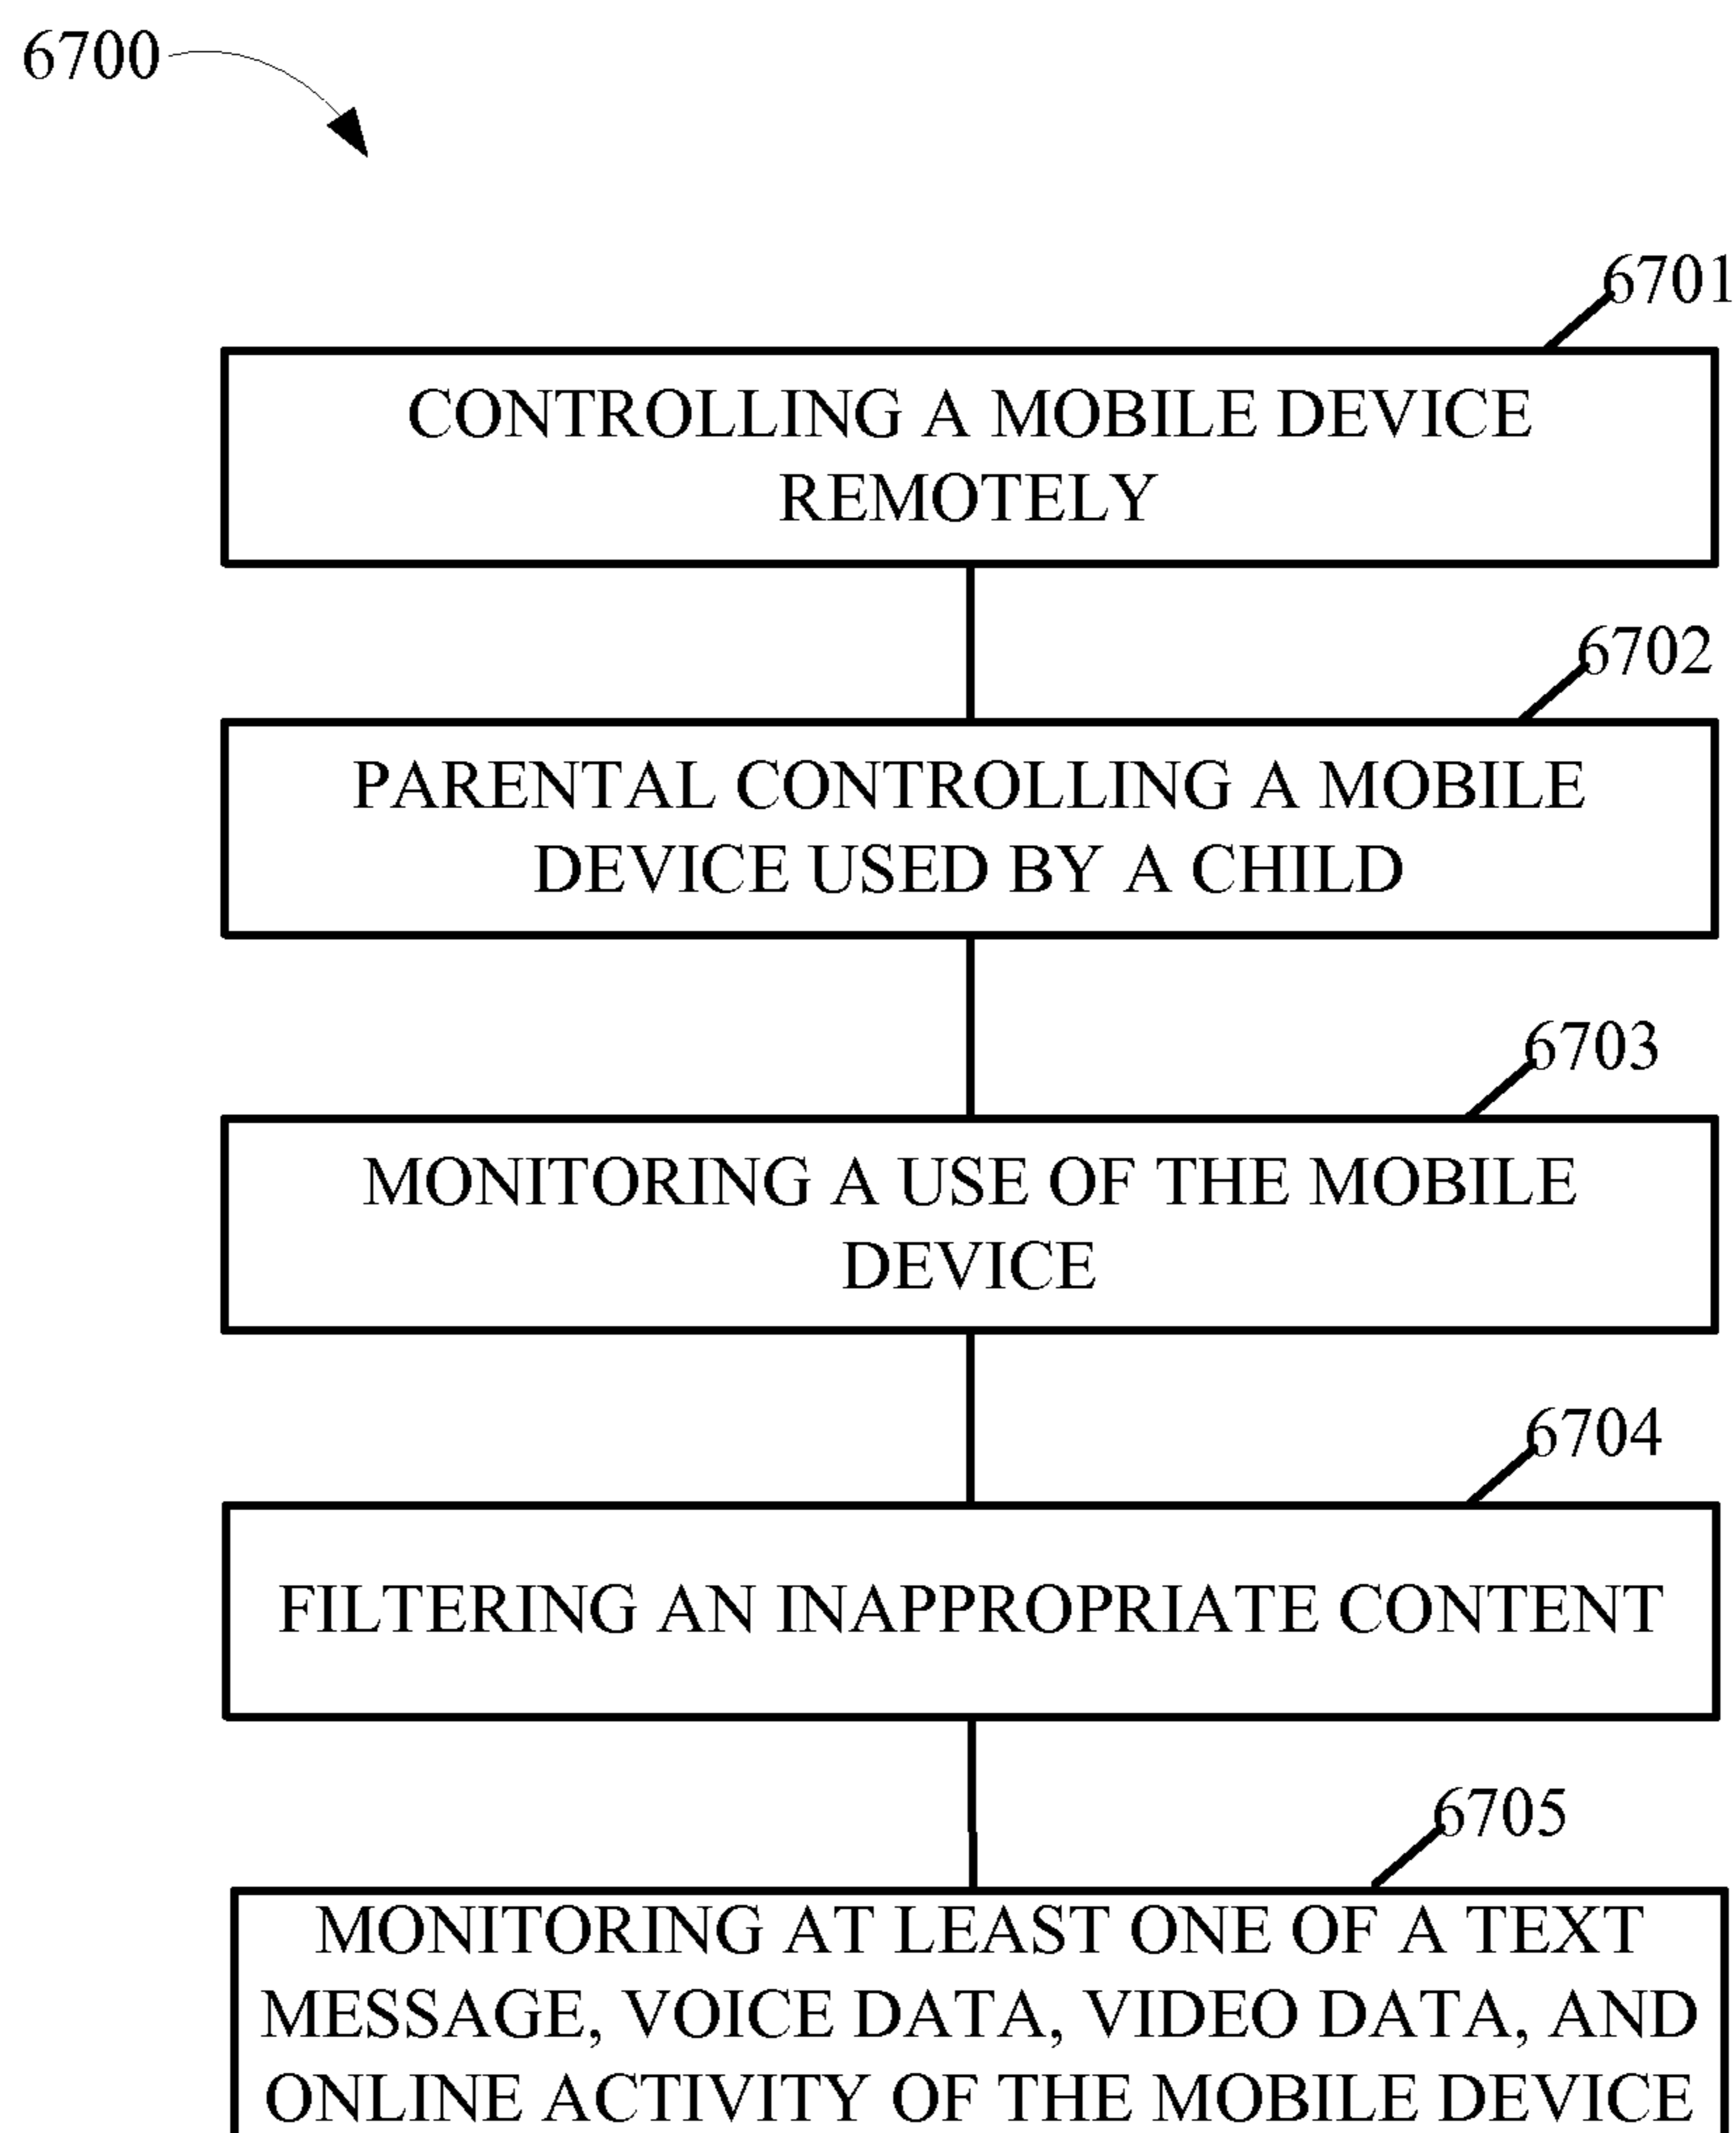 6700
6701
CONTROLLING A MOBILE DEVICE
REMOTELY
6702
PARENTAL CONTROLLING A MOBILE
DEVICE USED BY A CHILD
6703
MONITORING A USE OF THE MOBILE
DEVICE
6704
FILTERING AN INAPPROPRIATE CONTENT
6705
MONITORING AT LEAST ONE OF A TEXT
MESSAGE, VOICE DATA, VIDEO DATA, AND
ONLINE ACTIVITY OF THE MOBILE DEVICE